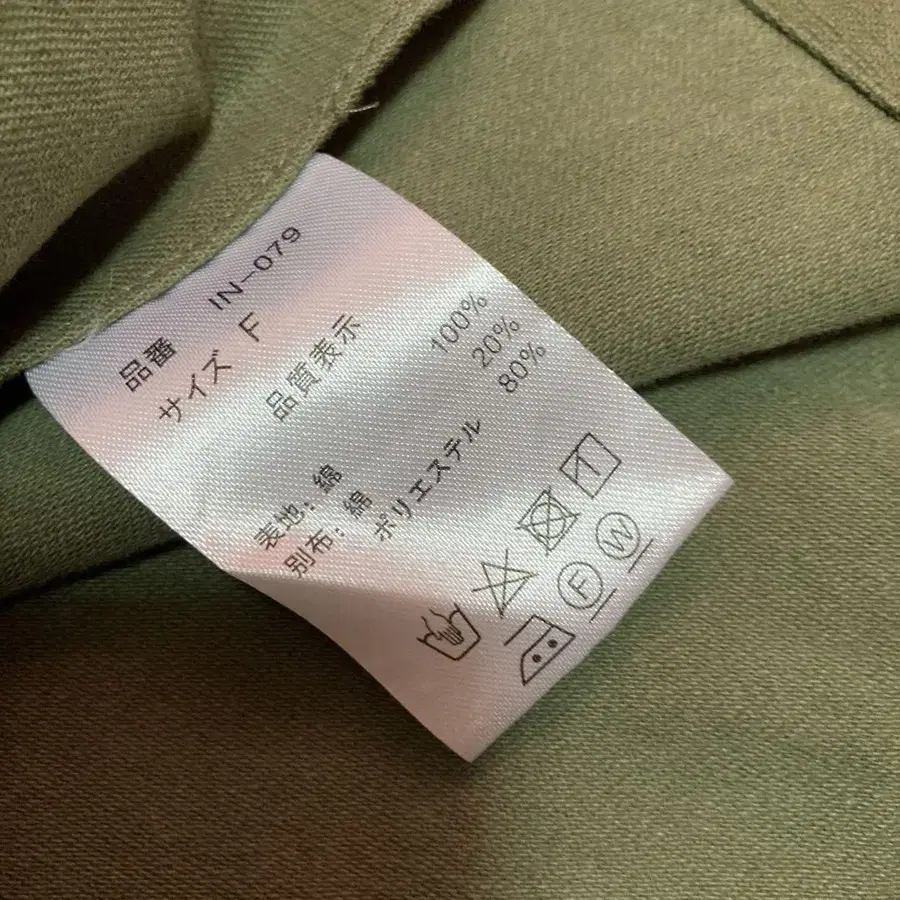 品番 IN-079
サイズ F
品質表示
表地: 綿 100%
別布: 綿 20%
ポリエステル 80%
F W